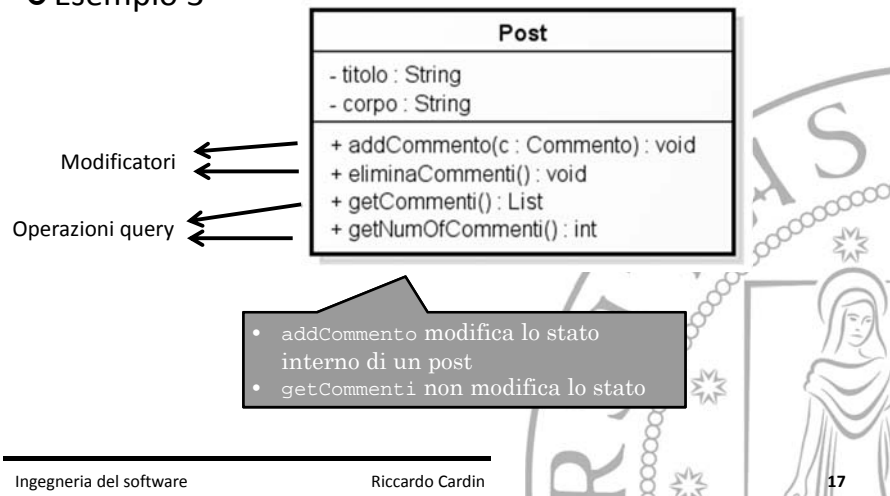 Esempio 3
Post
- titolo : String
- corpo : String
+ addCommento(c : Commento) : void
+ eliminaCommenti() : void
+ getCommenti() : List
+ getNumOfCommenti() : int
Modificatori
Operazioni query
• addCommento modifica lo stato
interno di un post
• getCommenti non modifica lo stato
Ingegneria del software
Riccardo Cardin
17